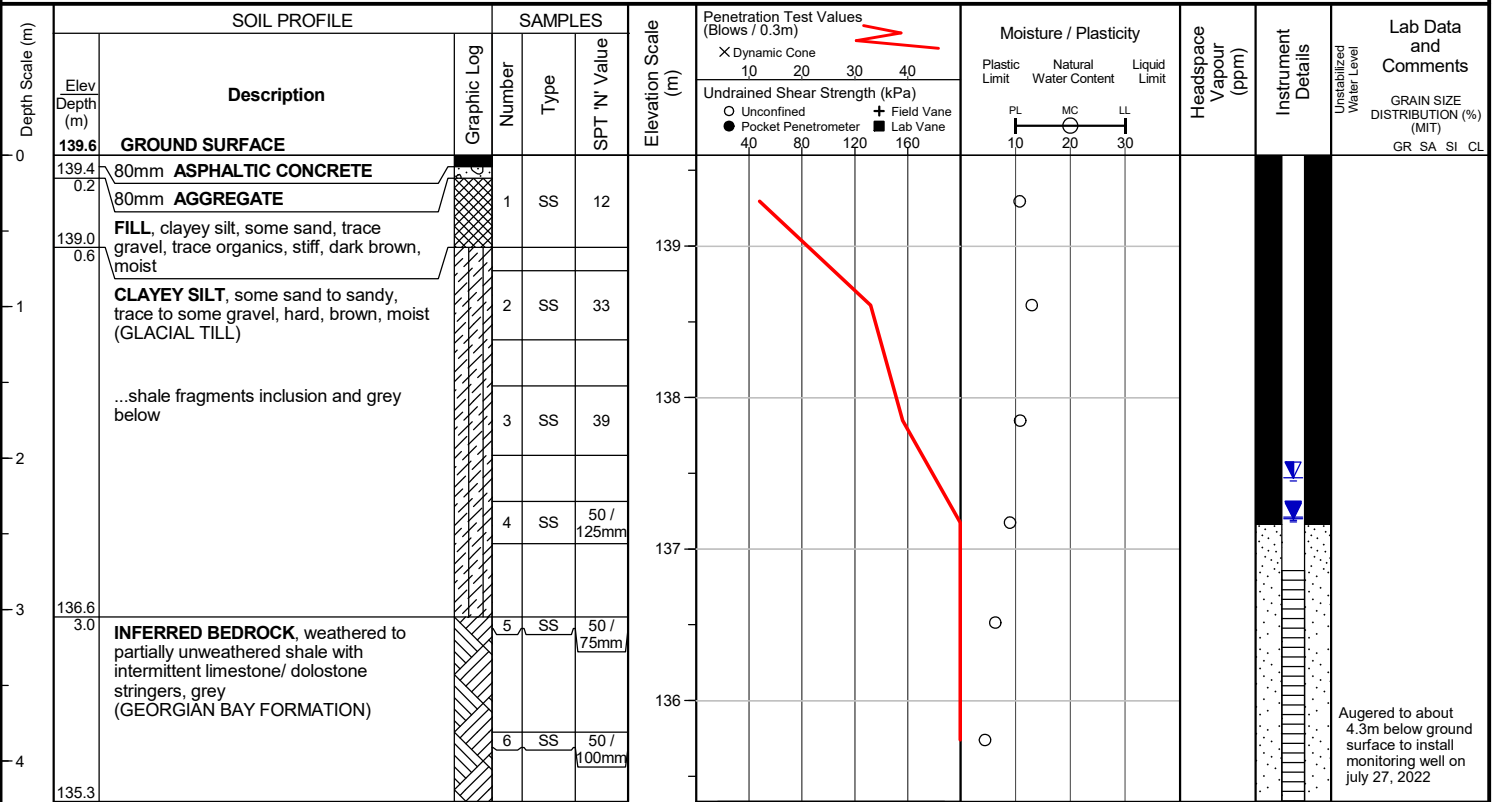 SOIL PROFILE
SAMPLES
Depth Scale (m)
Elev
Depth
(m)
Description
Graphic Log
Number
Type
SPT 'N' Value
Elevation Scale
(m)
Penetration Test Values
(Blows / 0.3m)
Dynamic Cone
10 20 30 40
Undrained Shear Strength (kPa)
Unconfined
Field Vane
Pocket Penetrometer
Lab Vane
40 80 120 160
Moisture / Plasticity
Plastic
Limit
Natural
Water Content
Liquid
Limit
PL MC LL
10 20 30
Headspace
Vapour
(ppm)
Instrument
Details
Unstabilized
Water Level
Lab Data
and
Comments
GRAIN SIZE
DISTRIBUTION (%)
(MIT)
GR SA SI CL
139.6 GROUND SURFACE
0
139.4 80mm ASPHALTIC CONCRETE
0.2
80mm AGGREGATE
1 SS 12
FILL, clayey silt, some sand, trace
gravel, trace organics, stiff, dark brown,
moist
139.0
0.6
139
CLAYEY SILT, some sand to sandy,
trace to some gravel, hard, brown, moist
(GLACIAL TILL)
1
2 SS 33
138
...shale fragments inclusion and grey
below
3 SS 39
2
4 SS 50 /
125mm
137
136.6
3
3.0
INFERRED BEDROCK, weathered to
partially unweathered shale with
intermittent limestone/ dolostone
stringers, grey
(GEORGIAN BAY FORMATION)
5 SS 50 /
75mm
136
6 SS 50 /
100mm
4
135.3
Augered to about
4.3m below ground
surface to install
monitoring well on
july 27, 2022